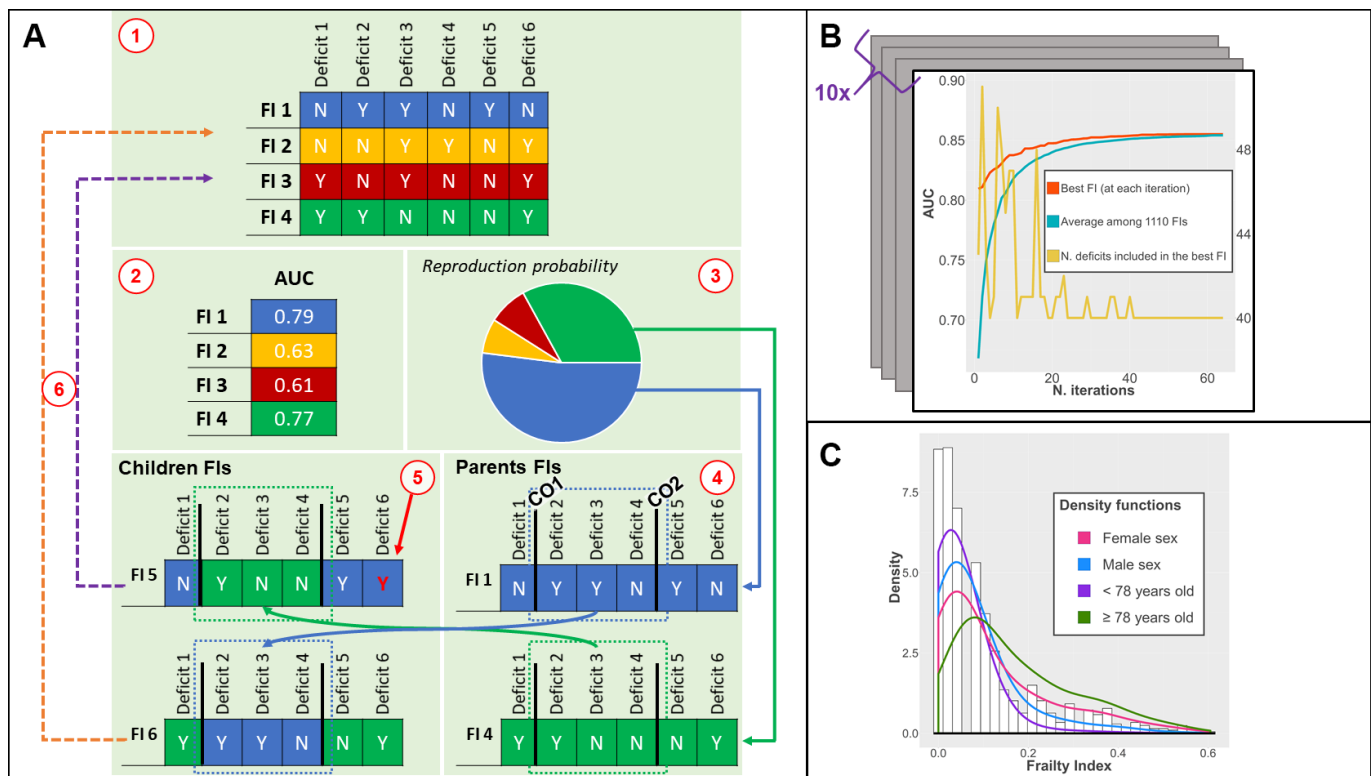 A
1
Deficit 1
Deficit 2
Deficit 3
Deficit 4
Deficit 5
Deficit 6
FI 1 N Y Y N Y N
FI 2 N N Y Y N Y
FI 3 Y N Y N N Y
FI 4 Y Y N N N Y
2
AUC
FI 1 0.79
FI 2 0.63
FI 3 0.61
FI 4 0.77
Reproduction probability
3
6
Children FIs
5
Deficit 1
Deficit 2
Deficit 3
Deficit 4
Deficit 5
Deficit 6
FI 5 N Y N N Y Y
Deficit 1
Deficit 2
Deficit 3
Deficit 4
Deficit 5
Deficit 6
FI 6 Y Y Y N N Y
Parents FIs
4
CO1
CO2
Deficit 1
Deficit 2
Deficit 3
Deficit 4
Deficit 5
Deficit 6
FI 1 N Y Y N Y N
Deficit 1
Deficit 2
Deficit 3
Deficit 4
Deficit 5
Deficit 6
FI 4 Y Y N N N Y
B
10x
0.90
0.85
0.80
0.75
0.70
AUC
48
44
40
Best FI (at each iteration)
Average among 1110 FIs
N. deficits included in the best FI
0 20 40 60
N. iterations
C
7.5
5.0
2.5
0.0
Density
Density functions
Female sex
Male sex
< 78 years old
≥ 78 years old
0.0 0.2 0.4 0.6
Frailty Index